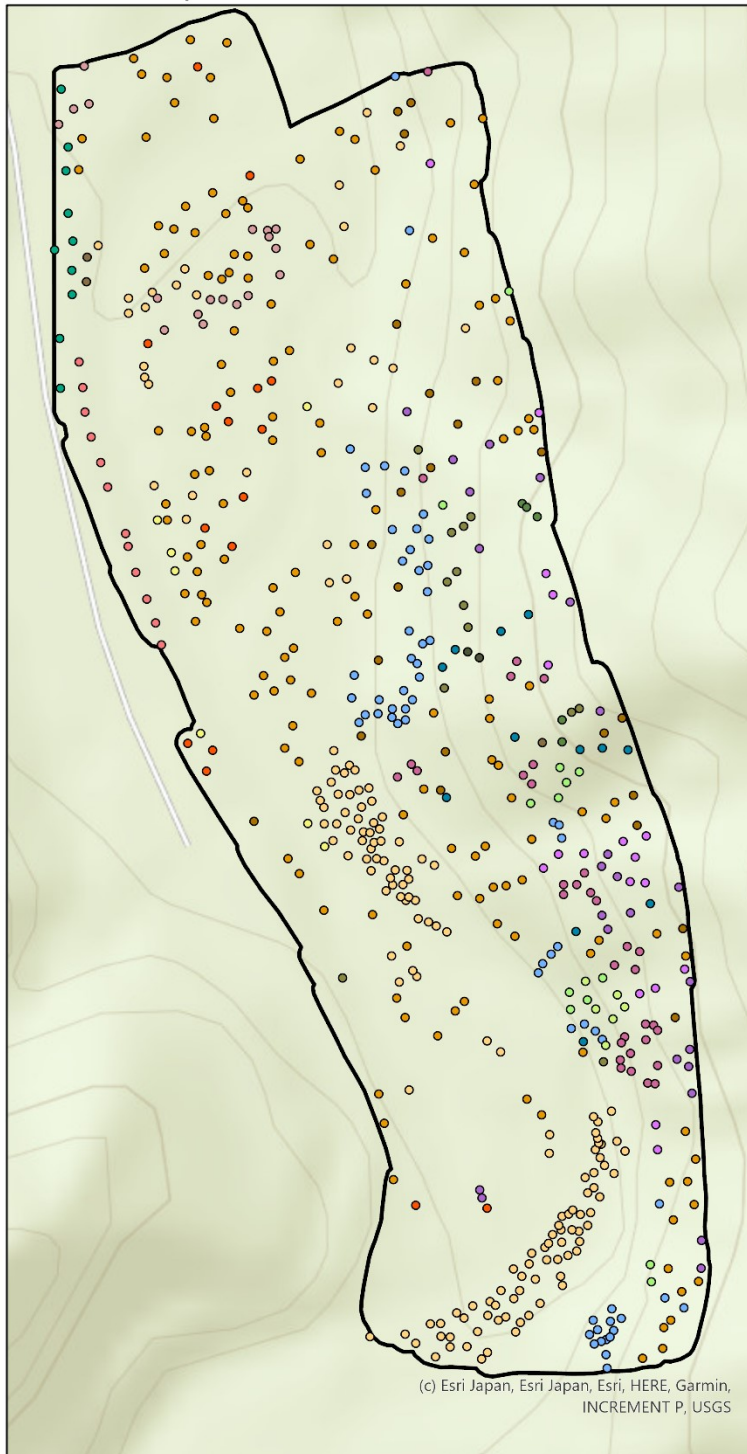 (c) Esri Japan, Esri Japan, Esri, HERE, Garmin,
INCREMENT P, USGS